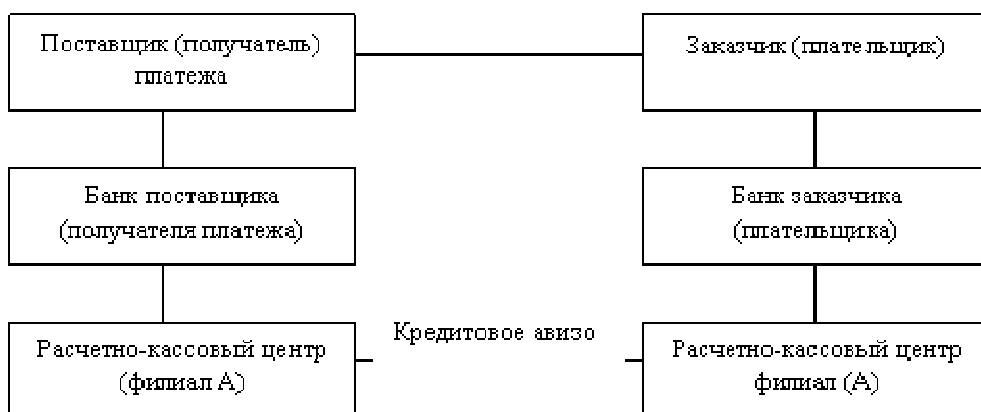 Поставщик (получатель)
платежа
Заказчик (плательщик)
Банк поставщика
(получателя платежа)
Банк заказчика
(плательщика)
Расчетно-кассовый центр
(филиал А)
Кредитовое авизо
Расчетно-кассовый центр
филиал (А)